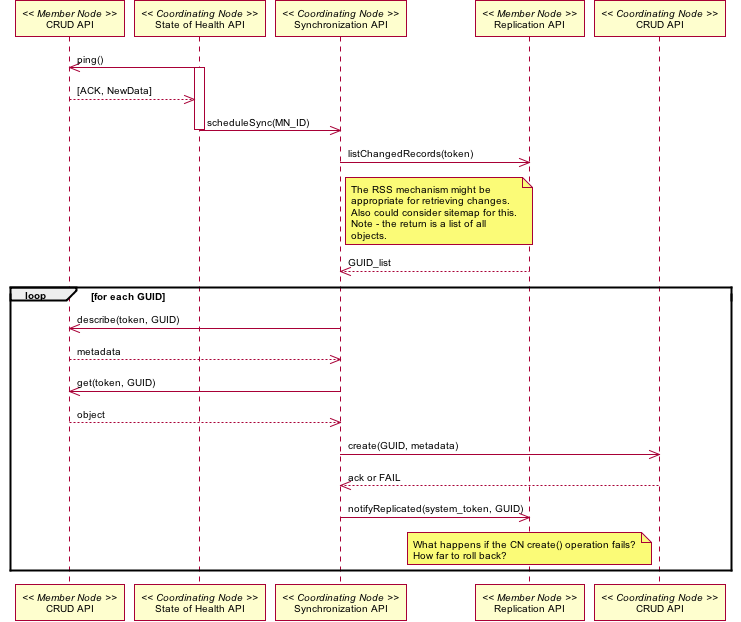 << Member Node >>
CRUD API
<< Coordinating Node >>
State of Health API
<< Coordinating Node >>
Synchronization API
<< Member Node >>
Replication API
<< Coordinating Node >>
CRUD API
ping()
[ACK, NewData]
scheduleSync(MN_ID)
listChangedRecords(token)
The RSS mechanism might be
appropriate for retrieving changes.
Also could consider sitemap for this.
Note - the return is a list of all
objects.
GUID_list
loop
[for each GUID]
describe(token, GUID)
metadata
get(token, GUID)
object
create(GUID, metadata)
ack or FAIL
notifyReplicated(system_token, GUID)
What happens if the CN create() operation fails?
How far to roll back?
<< Member Node >>
CRUD API
<< Coordinating Node >>
State of Health API
<< Coordinating Node >>
Synchronization API
<< Member Node >>
Replication API
<< Coordinating Node >>
CRUD API